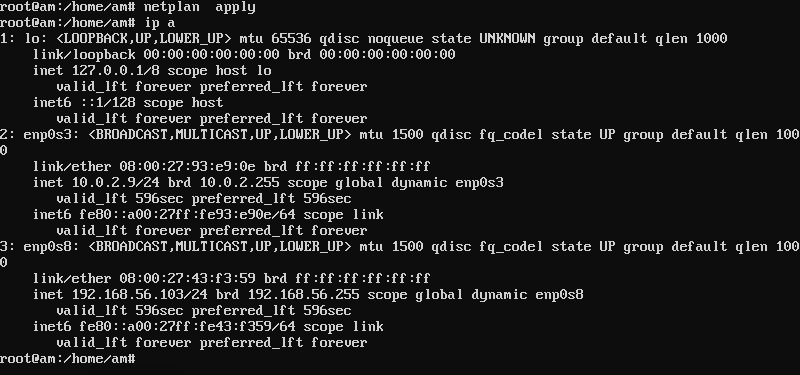 root@am:/home/am# netplan  apply
root@am:/home/am# ip a
1: lo: <LOOPBACK,UP,LOWER_UP> mtu 65536 qdisc noqueue state UNKNOWN group default qlen 1000
    link/loopback 00:00:00:00:00:00 brd 00:00:00:00:00:00
    inet 127.0.0.1/8 scope host lo
       valid_lft forever preferred_lft forever
    inet6 ::1/128 scope host
       valid_lft forever preferred_lft forever
2: enp0s3: <BROADCAST,MULTICAST,UP,LOWER_UP> mtu 1500 qdisc fq_codel state UP group default qlen 100
0
    link/ether 08:00:27:93:e9:0e brd ff:ff:ff:ff:ff:ff
    inet 10.0.2.9/24 brd 10.0.2.255 scope global dynamic enp0s3
       valid_lft 596sec preferred_lft 596sec
    inet6 fe80::a00:27ff:fe93:e90e/64 scope link
       valid_lft forever preferred_lft forever
3: enp0s8: <BROADCAST,MULTICAST,UP,LOWER_UP> mtu 1500 qdisc fq_codel state UP group default qlen 100
0
    link/ether 08:00:27:43:f3:59 brd ff:ff:ff:ff:ff:ff
    inet 192.168.56.103/24 brd 192.168.56.255 scope global dynamic enp0s8
       valid_lft 596sec preferred_lft 596sec
    inet6 fe80::a00:27ff:fe43:f359/64 scope link
       valid_lft forever preferred_lft forever
root@am:/home/am#